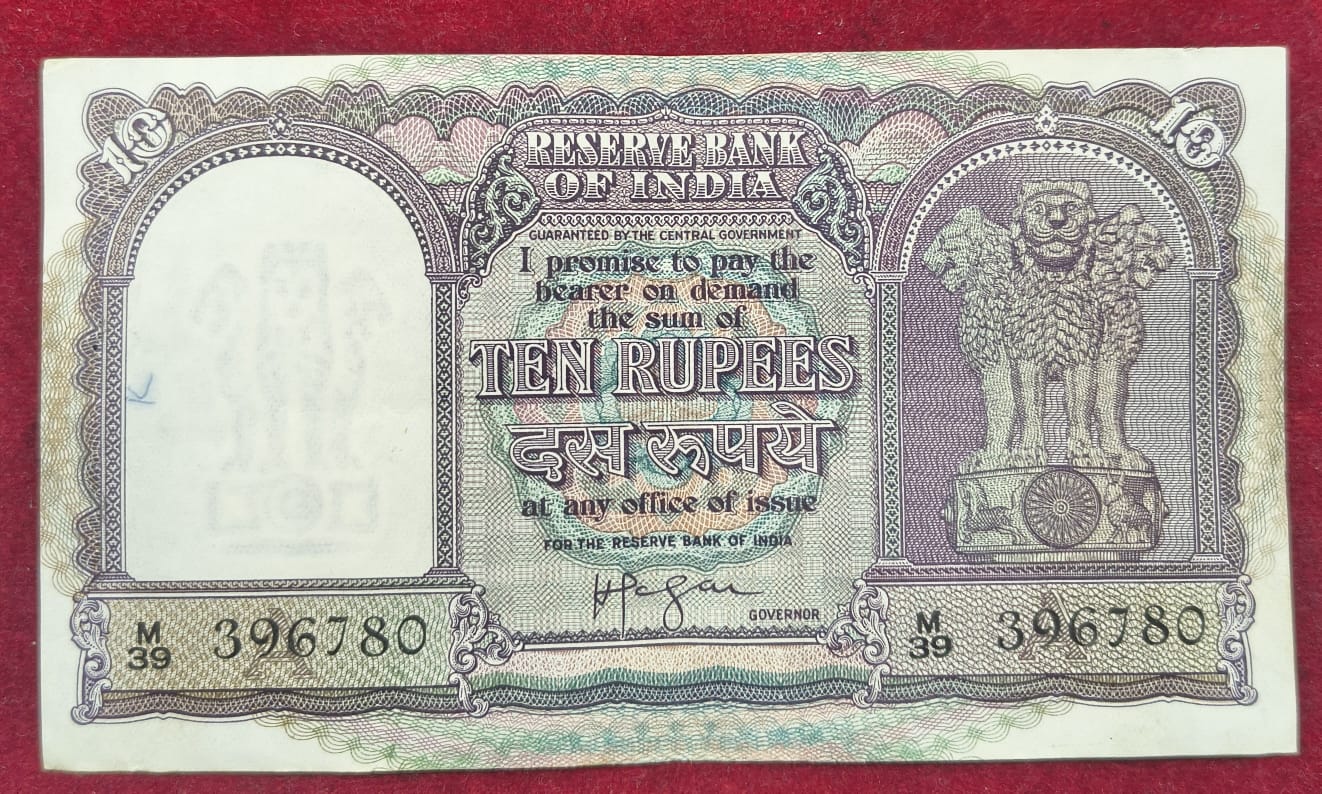 10
10
RESERVE BANK
OF INDIA
GUARANTEED BY THE CENTRAL GOVERNMENT
I promise to pay the
bearer on demand
the sum of
TEN RUPEES
दस रूपये
at any office of issue
FOR THE RESERVE BANK OF INDIA
GOVERNOR
M
39 396780
A
M
39 396780
A